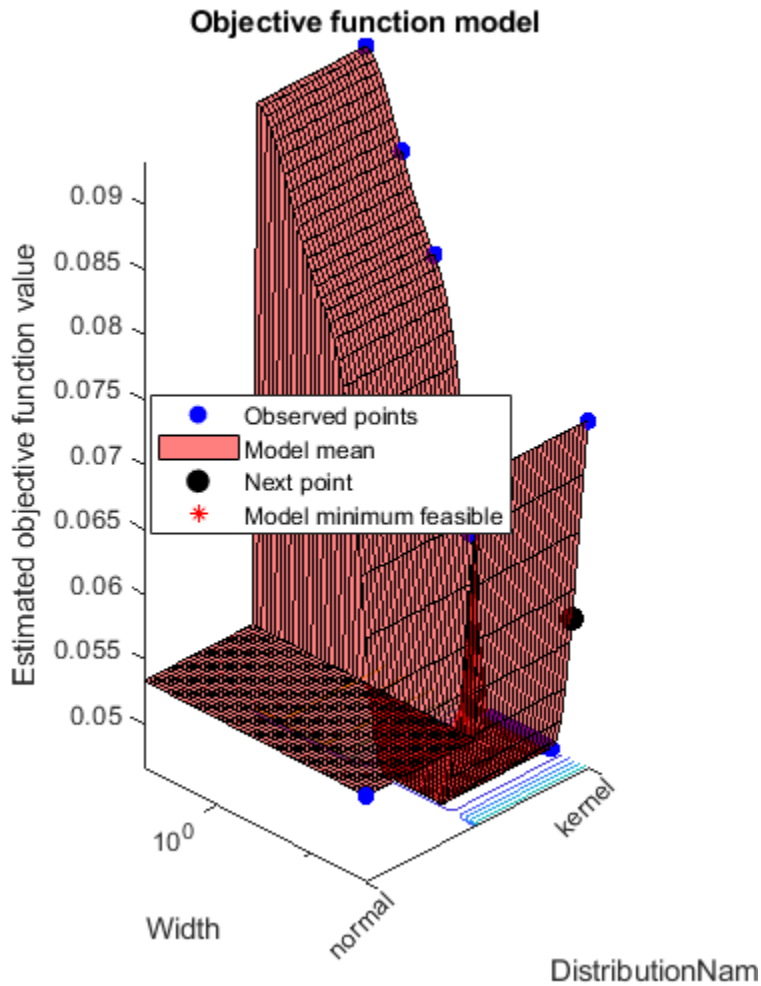 Objective function model
0.09
0.085
0.08
0.075
0.07
0.065
0.06
0.055
0.05
Estimated objective function value
Observed points
Model mean
Next point
Model minimum feasible
10^0
Width
normal
kernel
DistributionNam